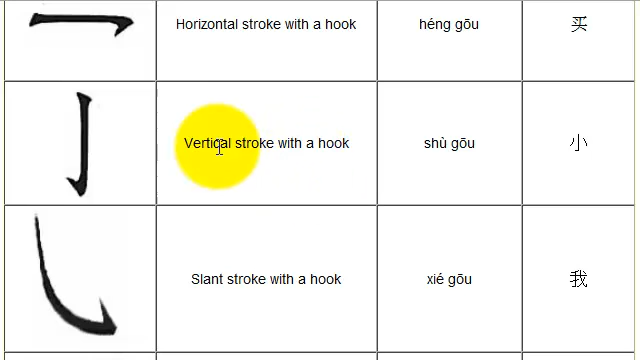 Horizontal stroke with a hook héng gōu 买
Vertical stroke with a hook shù gōu 小
Slant stroke with a hook xié gōu 我